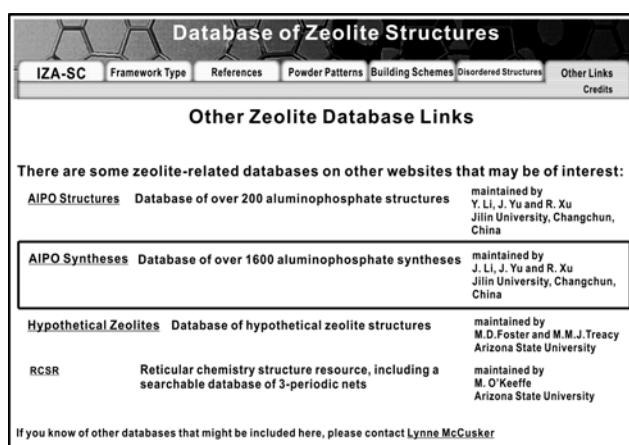 Database of Zeolite Structures
IZA-SC Framework Type References Powder Patterns Building Schemes Disordered Structures Other Links
Credits
Other Zeolite Database Links
There are some zeolite-related databases on other websites that may be of interest:
AlPO Structures Database of over 200 aluminophosphate structures
maintained by
Y. Li, J. Yu and R. Xu
Jilin University, Changchun,
China
AlPO Syntheses Database of over 1600 aluminophosphate syntheses
maintained by
J. Li, J. Yu and R. Xu
Jilin University, Changchun,
China
Hypothetical Zeolites Database of hypothetical zeolite structures
maintained by
M.D.Foster and M.M.J.Treacy
Arizona State University
RCSR Reticular chemistry structure resource, including a
searchable database of 3-periodic nets
maintained by
M. O'Keeffe
Arizona State University
If you know of other databases that might be included here, please contact Lynne McCusker